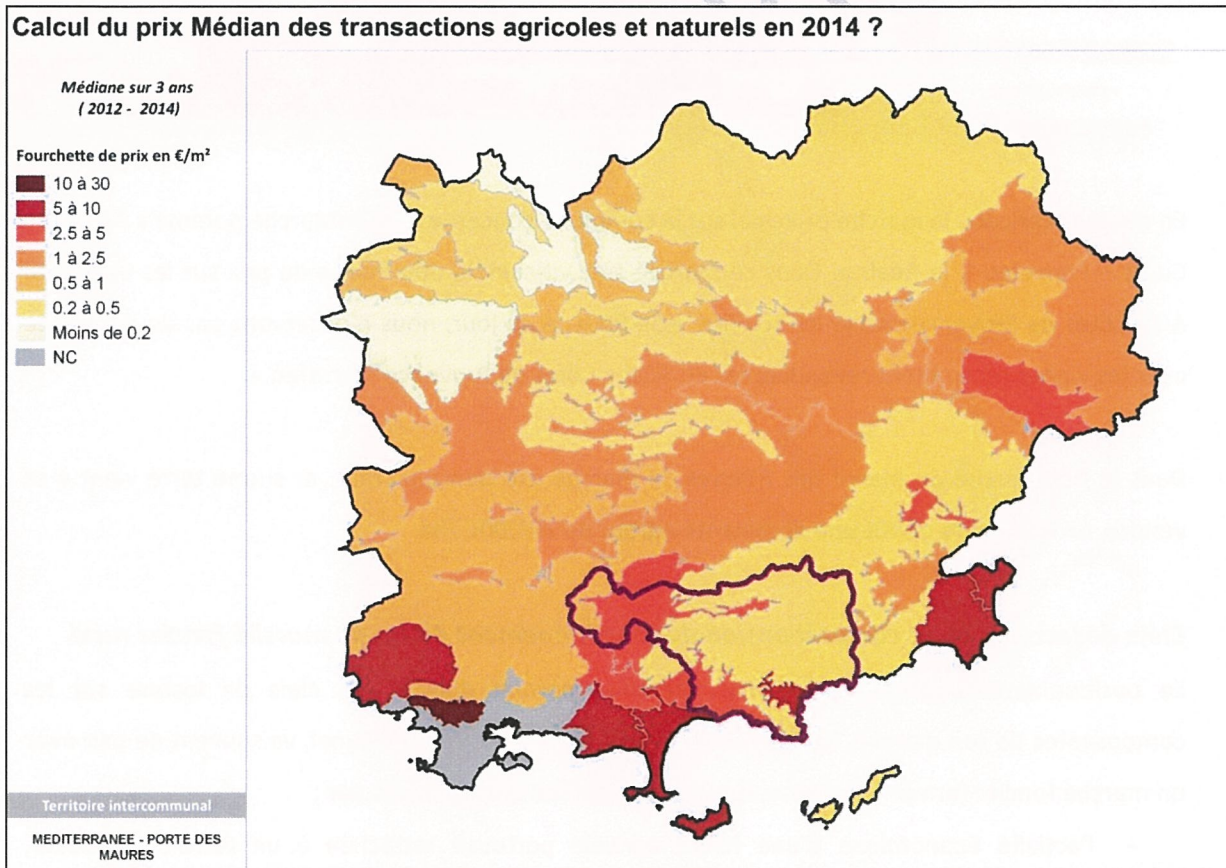 Calcul du prix Médian des transactions agricoles et naturels en 2014 ?
Médiane sur 3 ans
( 2012 - 2014)
Fourchette de prix en €/m²
10 à 30
5 à 10
2.5 à 5
1 à 2.5
0.5 à 1
0.2 à 0.5
Moins de 0.2
NC
Territoire intercommunal
MEDITERRANEE - PORTE DES
MAURES